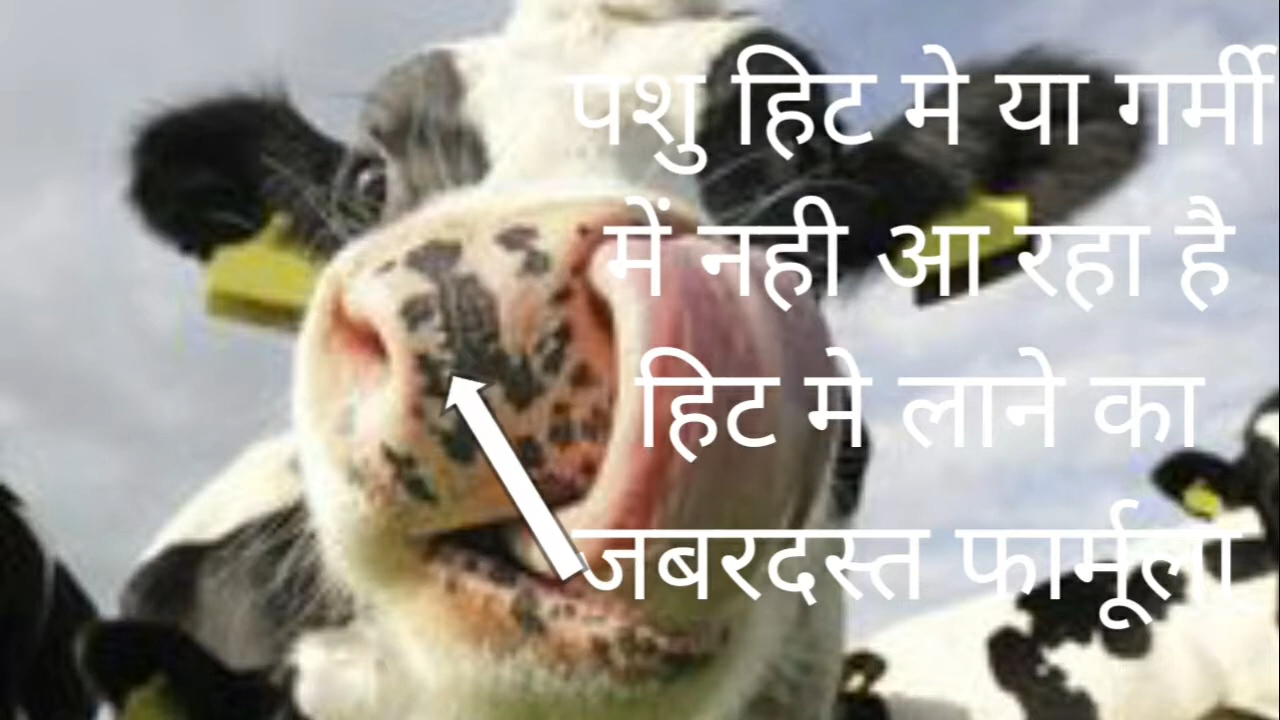 पशु हिट मे या गर्मी
में नही आ रहा है
हिट मे लाने का
जबरदस्त फार्मूला